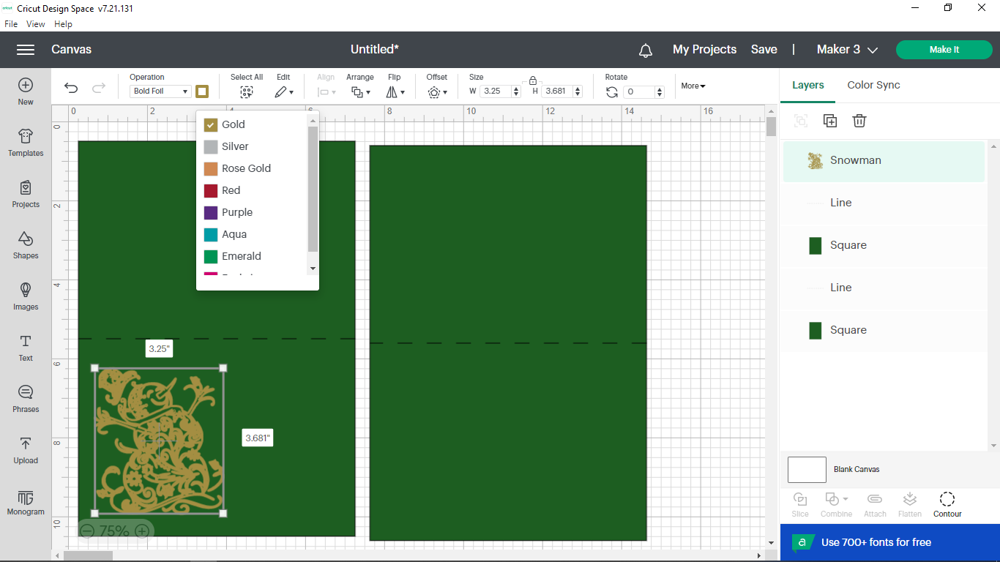 cricut Cricut Design Space v7.21.131
File View Help
Canvas Untitled* My Projects Save | Maker 3 Make It
New
Templates
Projects
Shapes
Images
Text
Phrases
Upload
Monogram
Operation Select All Edit Align Arrange Flip Offset Size Rotate
Bold Foil W 3.25 H 3.681 0 More
0 2 4 6 8 10 12 14 16
0
2
4
6
8
10
Gold
Silver
Rose Gold
Red
Purple
Aqua
Emerald
3.25"
3.681"
75%
Layers Color Sync
Snowman
Line
Square
Line
Square
Blank Canvas
Slice Combine Attach Flatten Contour
a Use 700+ fonts for free